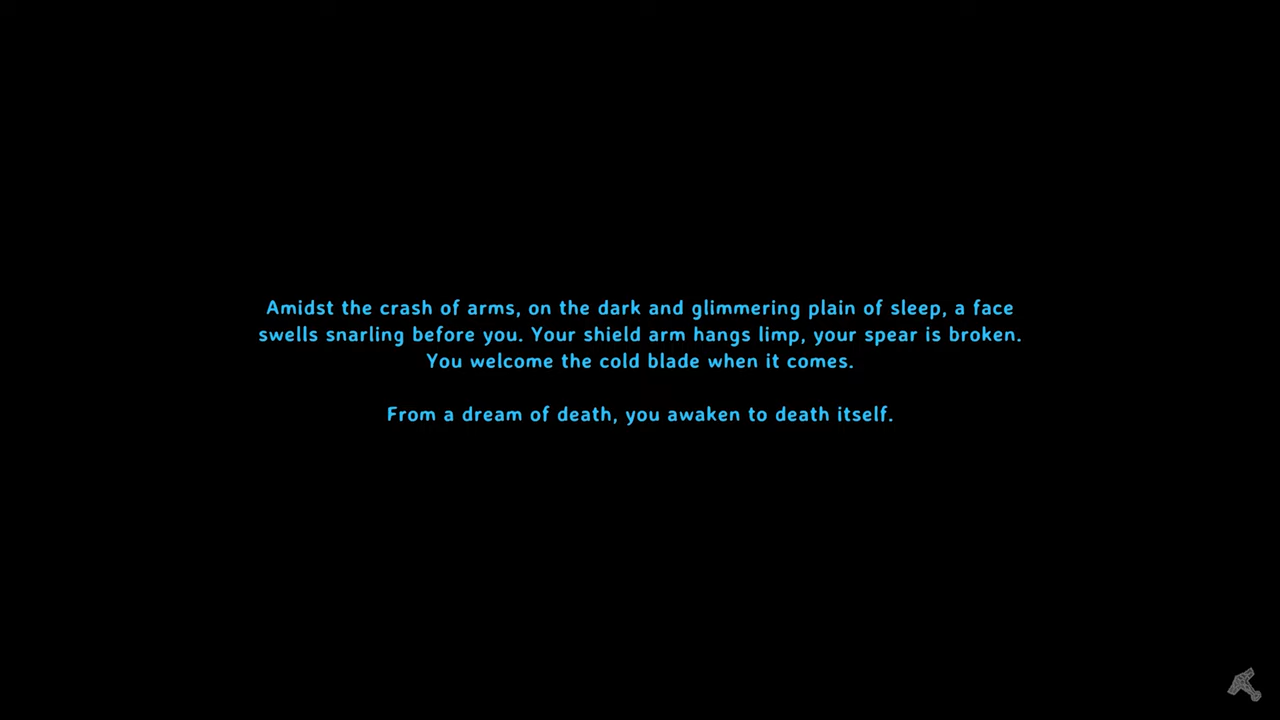 Amidst the crash of arms, on the dark and glimmering plain of sleep, a face
swells snarling before you. Your shield arm hangs limp, your spear is broken.
You welcome the cold blade when it comes.
From a dream of death, you awaken to death itself.